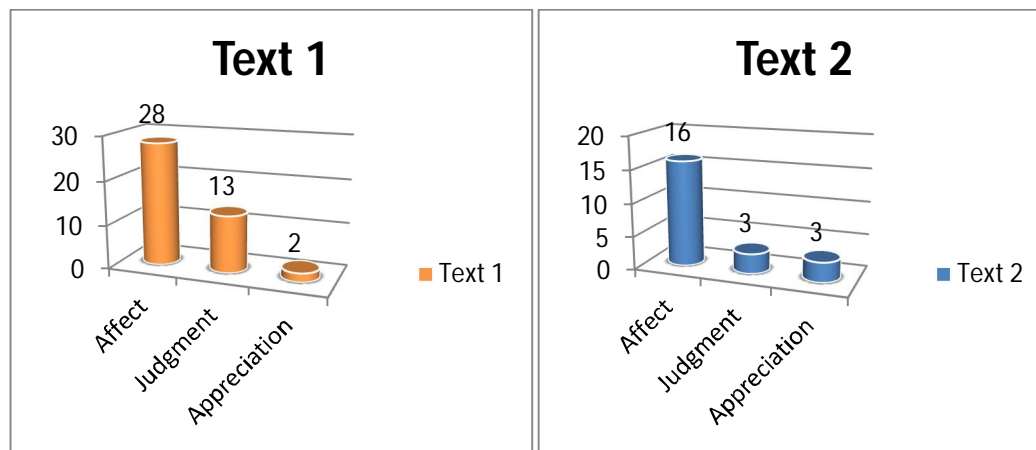 Text 1
28
30
20
10
0
13
2
Affect
Judgment
Appreciation
Text 1
Text 2
16
20
15
10
5
0
3
3
Affect
Judgment
Appreciation
Text 2